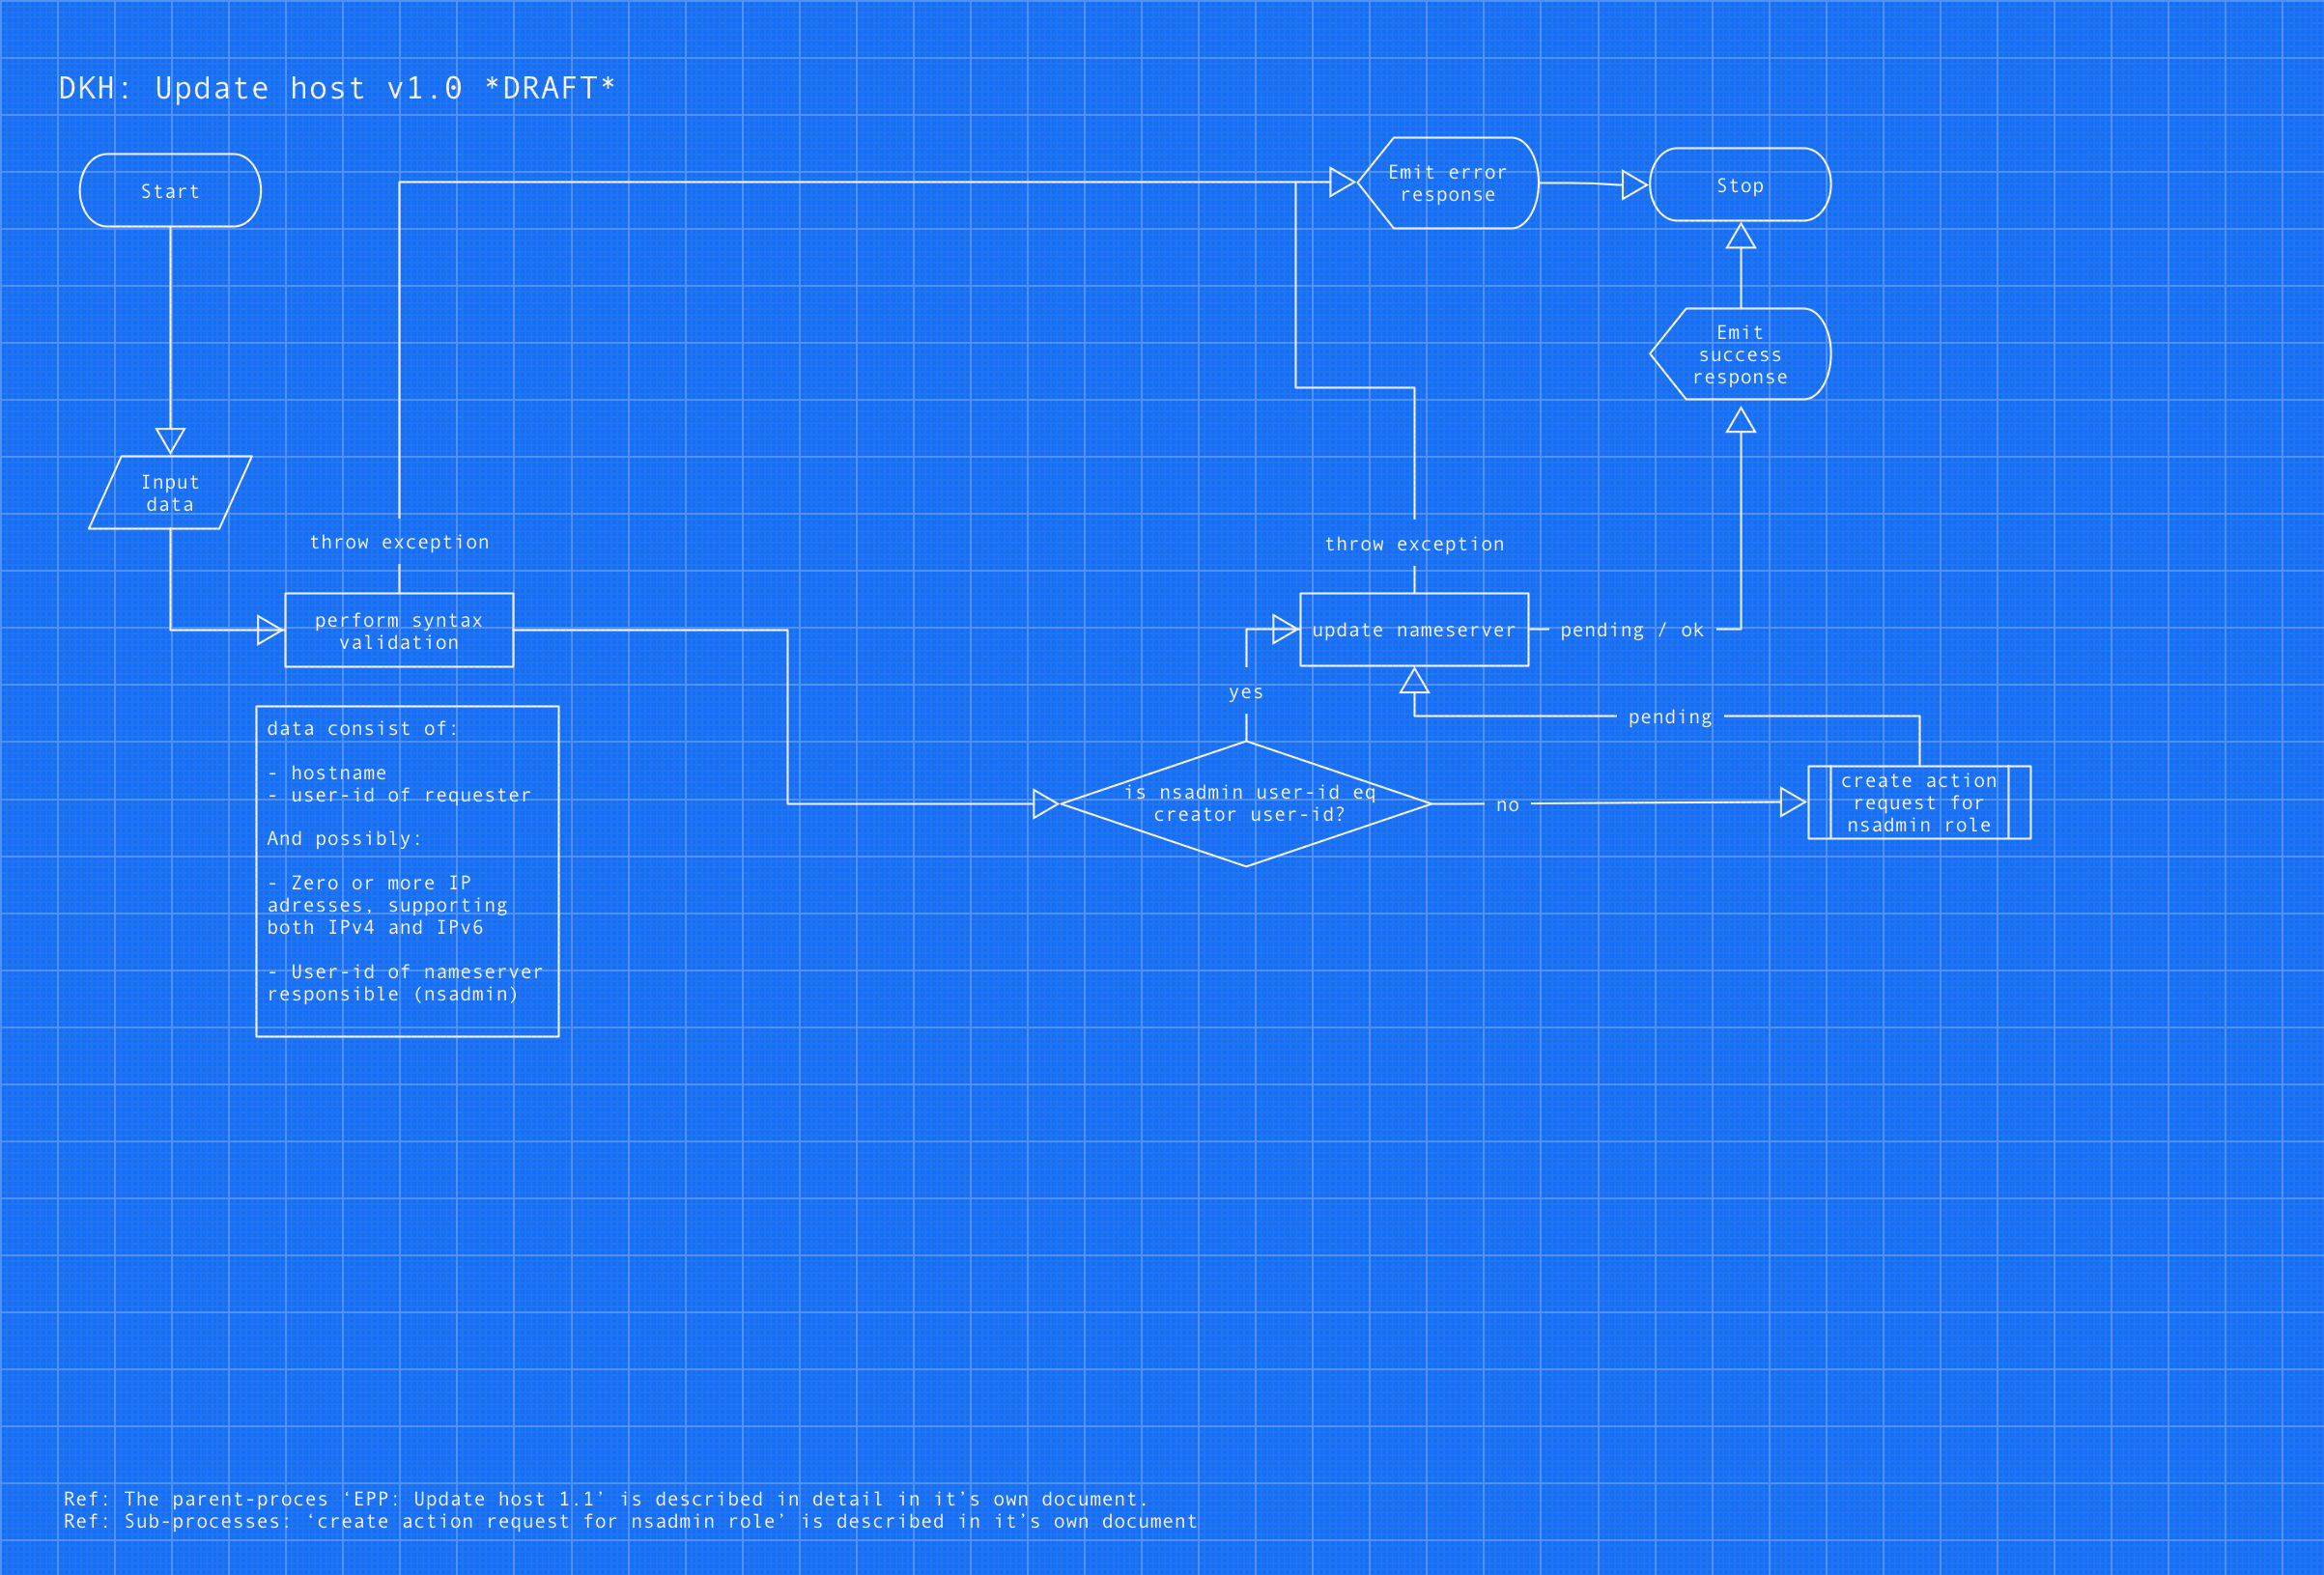 DKH: Update host v1.0 *DRAFT*
Start
Emit error
response
Stop
Emit
success
response
Input
data
throw exception
throw exception
perform syntax
validation
update nameserver
pending / ok
yes
pending
data consist of:
- hostname
- user-id of requester
And possibly:
- Zero or more IP
adresses, supporting
both IPv4 and IPv6
- User-id of nameserver
responsible (nsadmin)
is nsadmin user-id eq
creator user-id?
no
create action
request for
nsadmin role
Ref: The parent-proces ‘EPP: Update host 1.1’ is described in detail in it’s own document.
Ref: Sub-processes: ‘create action request for nsadmin role’ is described in it’s own document